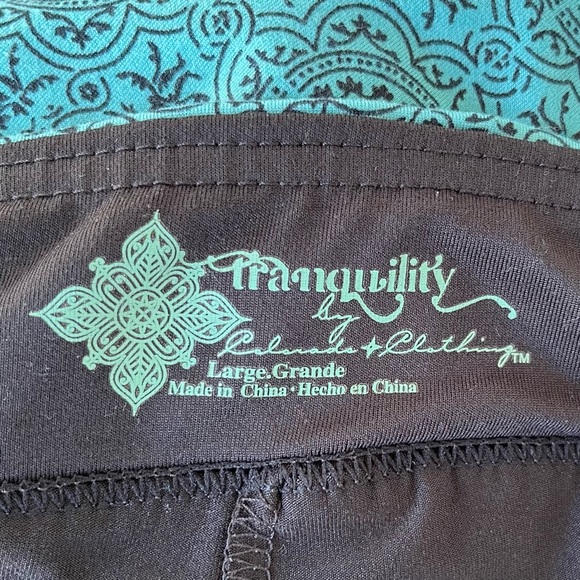 tranquility
by
Colorado + Clothing™
Large.Grande
Made in China • Hecho en China